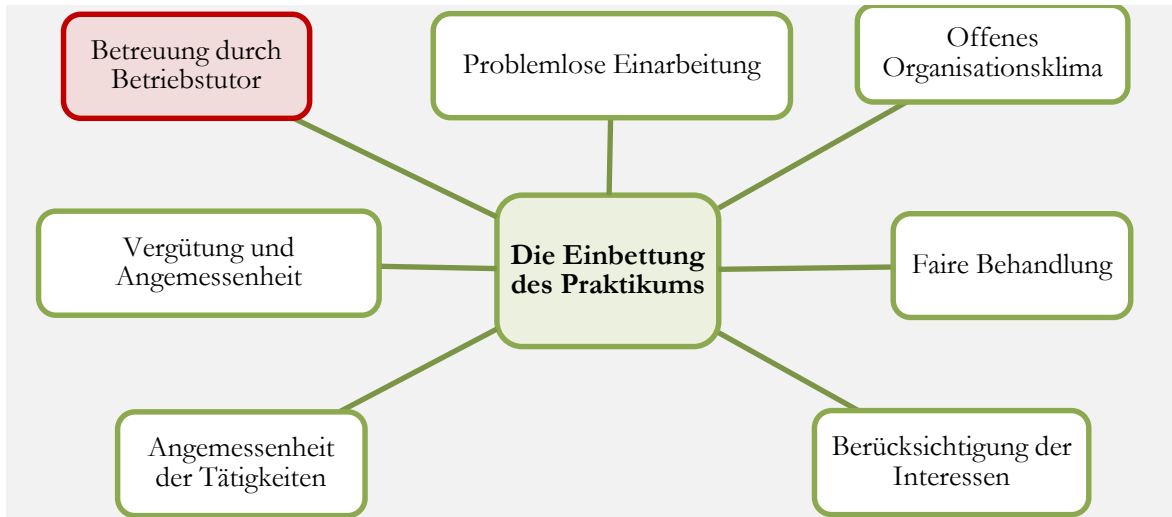 Betreuung durch
Betriebstutor
Problemlose Einarbeitung
Offenes
Organisationsklima
Vergütung und
Angemessenheit
Die Einbettung
des Praktikums
Faire Behandlung
Angemessenheit
der Tätigkeiten
Berücksichtigung der
Interessen